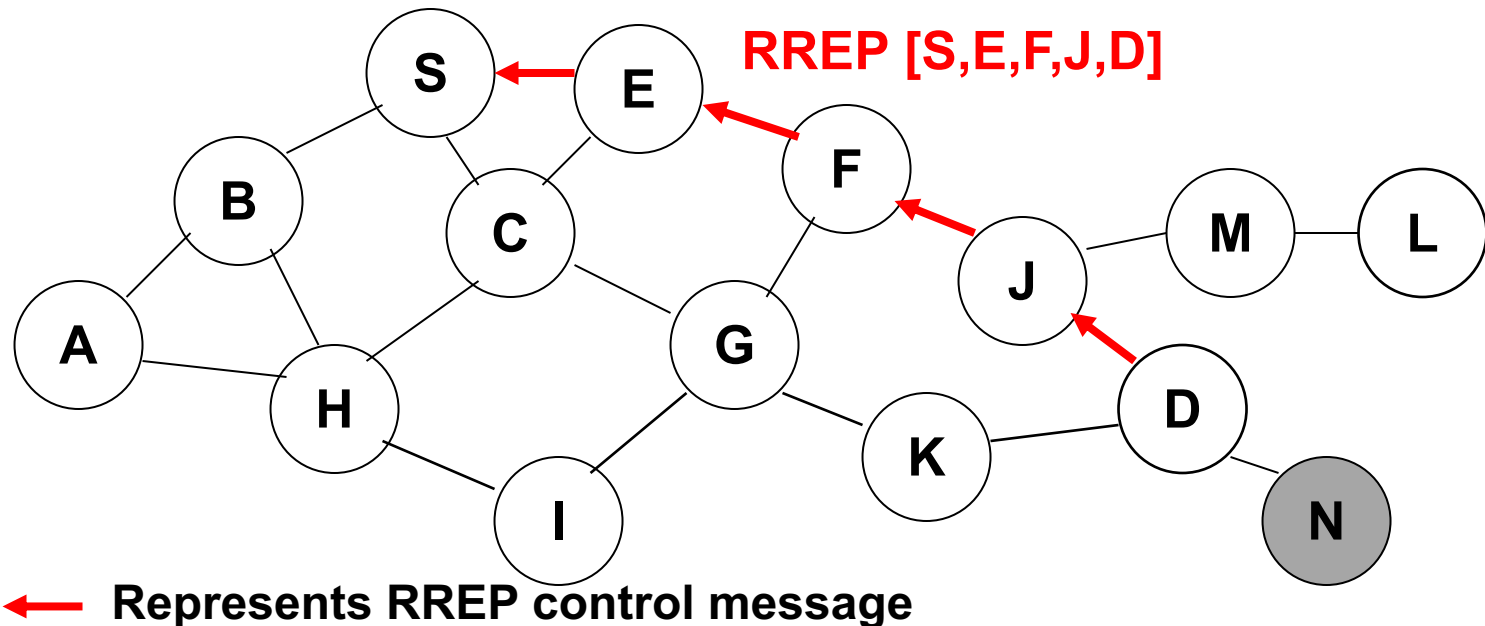 S
E
RREP [S,E,F,J,D]
F
B
C
M
L
J
A
G
H
D
K
I
N
Represents RREP control message